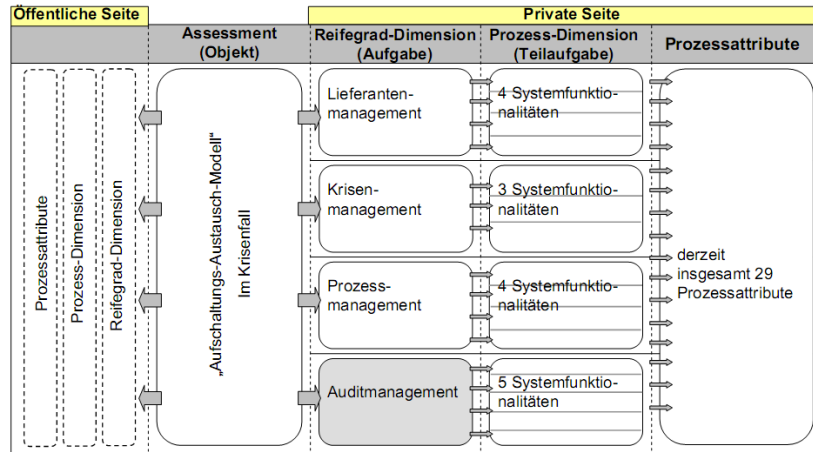 Öffentliche Seite
Private Seite
Assessment
(Objekt)
Reifegrad-Dimension
(Aufgabe)
Prozess-Dimension
(Teilaufgabe)
Prozessattribute
Prozessattribute
Prozess-Dimension
Reifegrad-Dimension
„Aufschaltungs-Austausch-Modell“
Im Krisenfall
Lieferanten-
management
4 Systemfunktio-
nalitäten
Krisen-
management
3 Systemfunktio-
nalitäten
Prozess-
management
4 Systemfunktio-
nalitäten
Auditmanagement
5 Systemfunktio-
nalitäten
derzeit
insgesamt 29
Prozessattribute